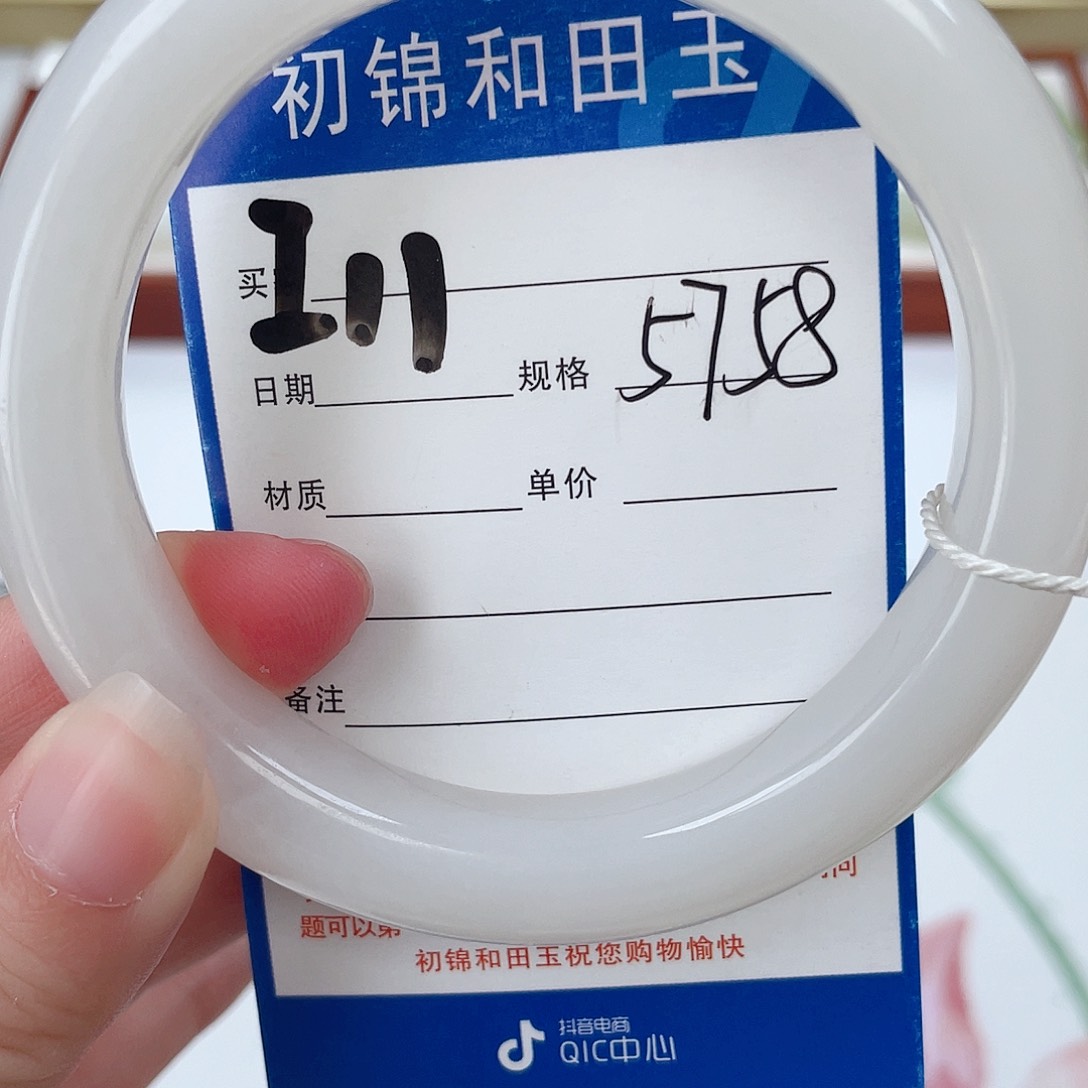 初锦和田玉
买
日期 规格 5758
材质 单价
备注
题可以第
初锦和田玉祝您购物愉快
抖音电商
QIC中心